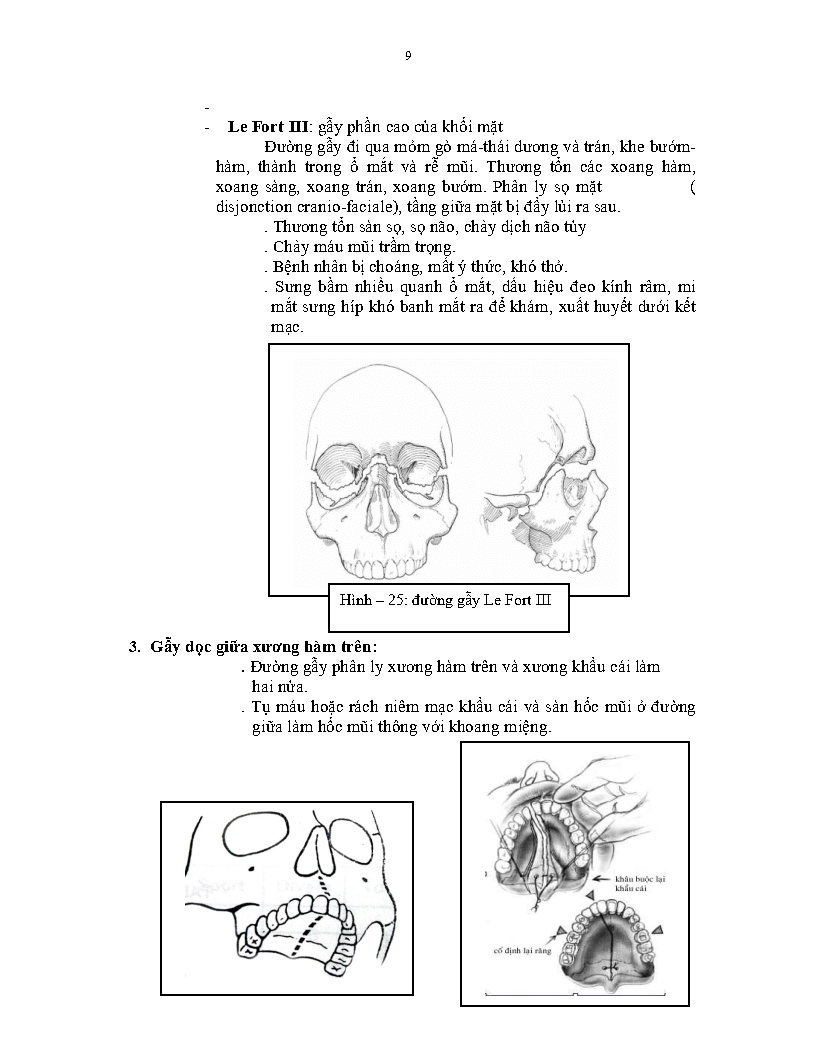 9
-
- Le Fort III: gẫy phần cao của khối mặt
Đường gẫy đi qua mỏm gò má-thái dương và trán, khe bướm-
hàm, thành trong ổ mắt và rễ mũi. Thương tổn các xoang hàm,
xoang sàng, xoang trán, xoang bướm. Phân ly sọ mặt (
disjonction cranio-faciale), tầng giữa mặt bị đẩy lùi ra sau.
. Thương tổn sàn sọ, sọ não, chảy dịch não tủy
. Chảy máu mũi trầm trọng.
. Bệnh nhân bị choáng, mất ý thức, khó thở.
. Sưng bầm nhiều quanh ổ mắt, dấu hiệu đeo kính râm, mi
mắt sưng híp khó banh mắt ra để khám, xuất huyết dưới kết
mạc.
Hình – 25: đường gẫy Le Fort III
3. Gẫy dọc giữa xương hàm trên:
. Đường gẫy phân ly xương hàm trên và xương khẩu cái làm
hai nửa.
. Tụ máu hoặc rách niêm mạc khẩu cái và sàn hốc mũi ở đường
giữa làm hốc mũi thông với khoang miệng.
khâu buộc lại
khẩu cái
cố định lại răng